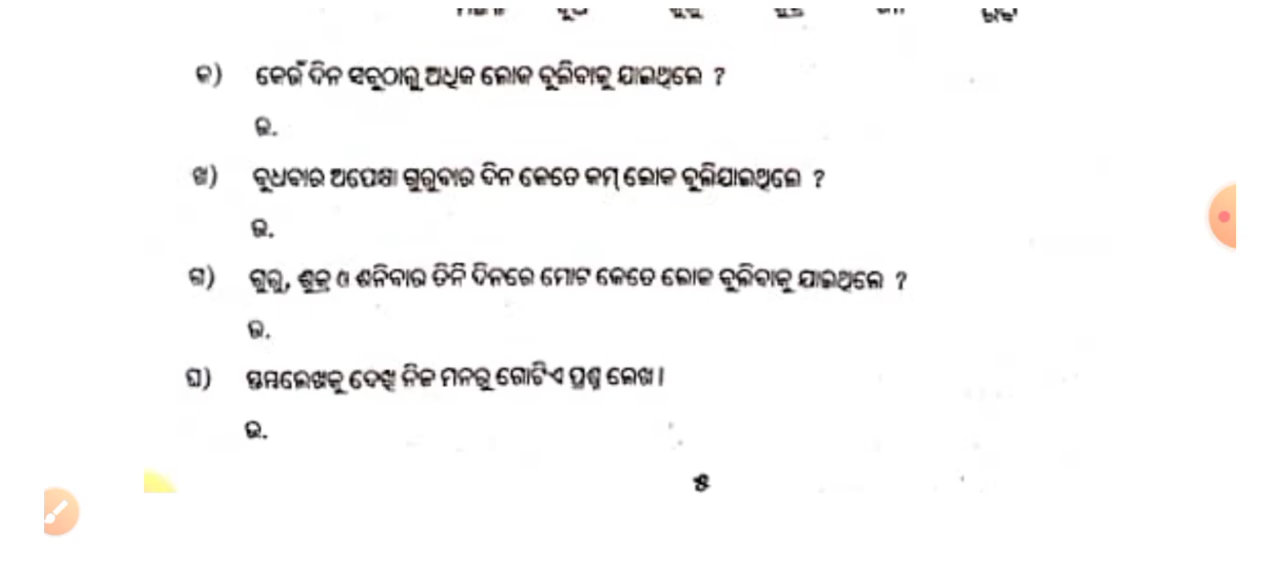 କ) କେଉଁ ଦିନ ସବୁଠାରୁ ଅଧିକ ଲୋକ ବୁଲିବାକୁ ଯାଇଥିଲେ ?
ଉ.
ଖ) ବୁଧବାର ଅପେକ୍ଷା ଗୁରୁବାର ଦିନ କେତେ କମ୍ ଲୋକ ବୁଲିଯାଇଥିଲେ ?
ଉ.
ଗ) ଗୁରୁ, ଶୁକ୍ର ଓ ଶନିବାର ତିନି ଦିନରେ ମୋଟ କେତେ ଲୋକ ବୁଲିବାକୁ ଯାଇଥିଲେ ?
ଉ.
ଘ) ସ୍ତମ୍ଭଲେଖକୁ ଦେଖି ନିଜ ମନରୁ ଗୋଟିଏ ପ୍ରଶ୍ନ ଲେଖ।
ଉ.
୫